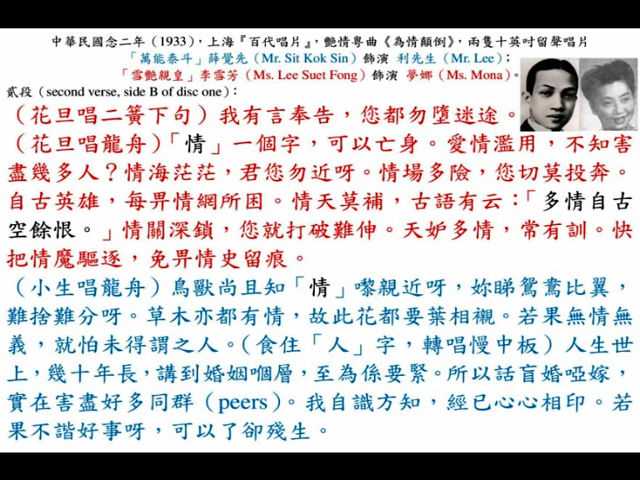 中華民國念二年（1933），上海『百代唱片』，艷情粵曲《為情顛倒》，兩隻十英吋留聲唱片
「萬能泰斗」薛覺先（Mr. Sit Kok Sin）飾演 利先生（Mr. Lee）；
「雪艷親皇」李雪芳（Ms. Lee Suet Fong）飾演 夢娜（Ms. Mona）。
貳段（second verse, side B of disc one）：
（花旦唱二簧下句）我有言奉告，您都勿墮迷途。
（花旦唱龍舟）「情」一個字，可以亡身。愛情濫用，不知害
盡幾多人？情海茫茫，君您勿近呀。情場多險，您切莫投奔。
自古英雄，每畀情網所困。情天莫補，古語有云：「多情自古
空餘恨。」情關深鎖，您就打破難伸。天妒多情，常有訓。快
把情魔驅逐，免畀情史留痕。
（小生唱龍舟）鳥獸尚且知「情」嚟親近呀，妳睇鴛鴦比翼，
難捨難分呀。草木亦都有情，故此花都要葉相襯。若果無情無
義，就怕未得謂之人。（食住「人」字，轉唱慢中板）人生世
上，幾十年長，講到婚姻嗰層，至為係要緊。所以話盲婚啞嫁，
實在害盡好多同群（peers）。我自識方知，經已心心相印。若
果不諧好事呀，可以了卻殘生。